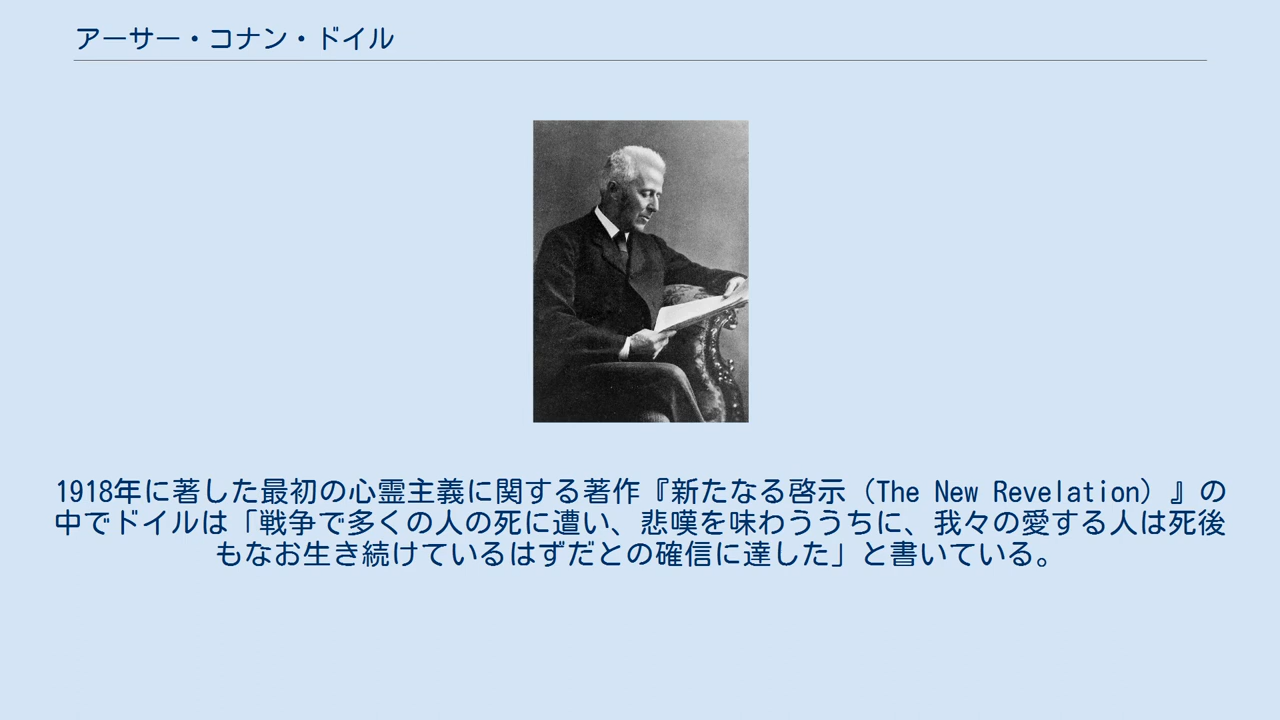 アーサー・コナン・ドイル
1918年に著した最初の心霊主義に関する著作『新たなる啓示（The New Revelation）』の
中でドイルは「戦争で多くの人の死に遭い、悲嘆を味わううちに、我々の愛する人は死後
もなお生き続けているはずだとの確信に達した」と書いている。